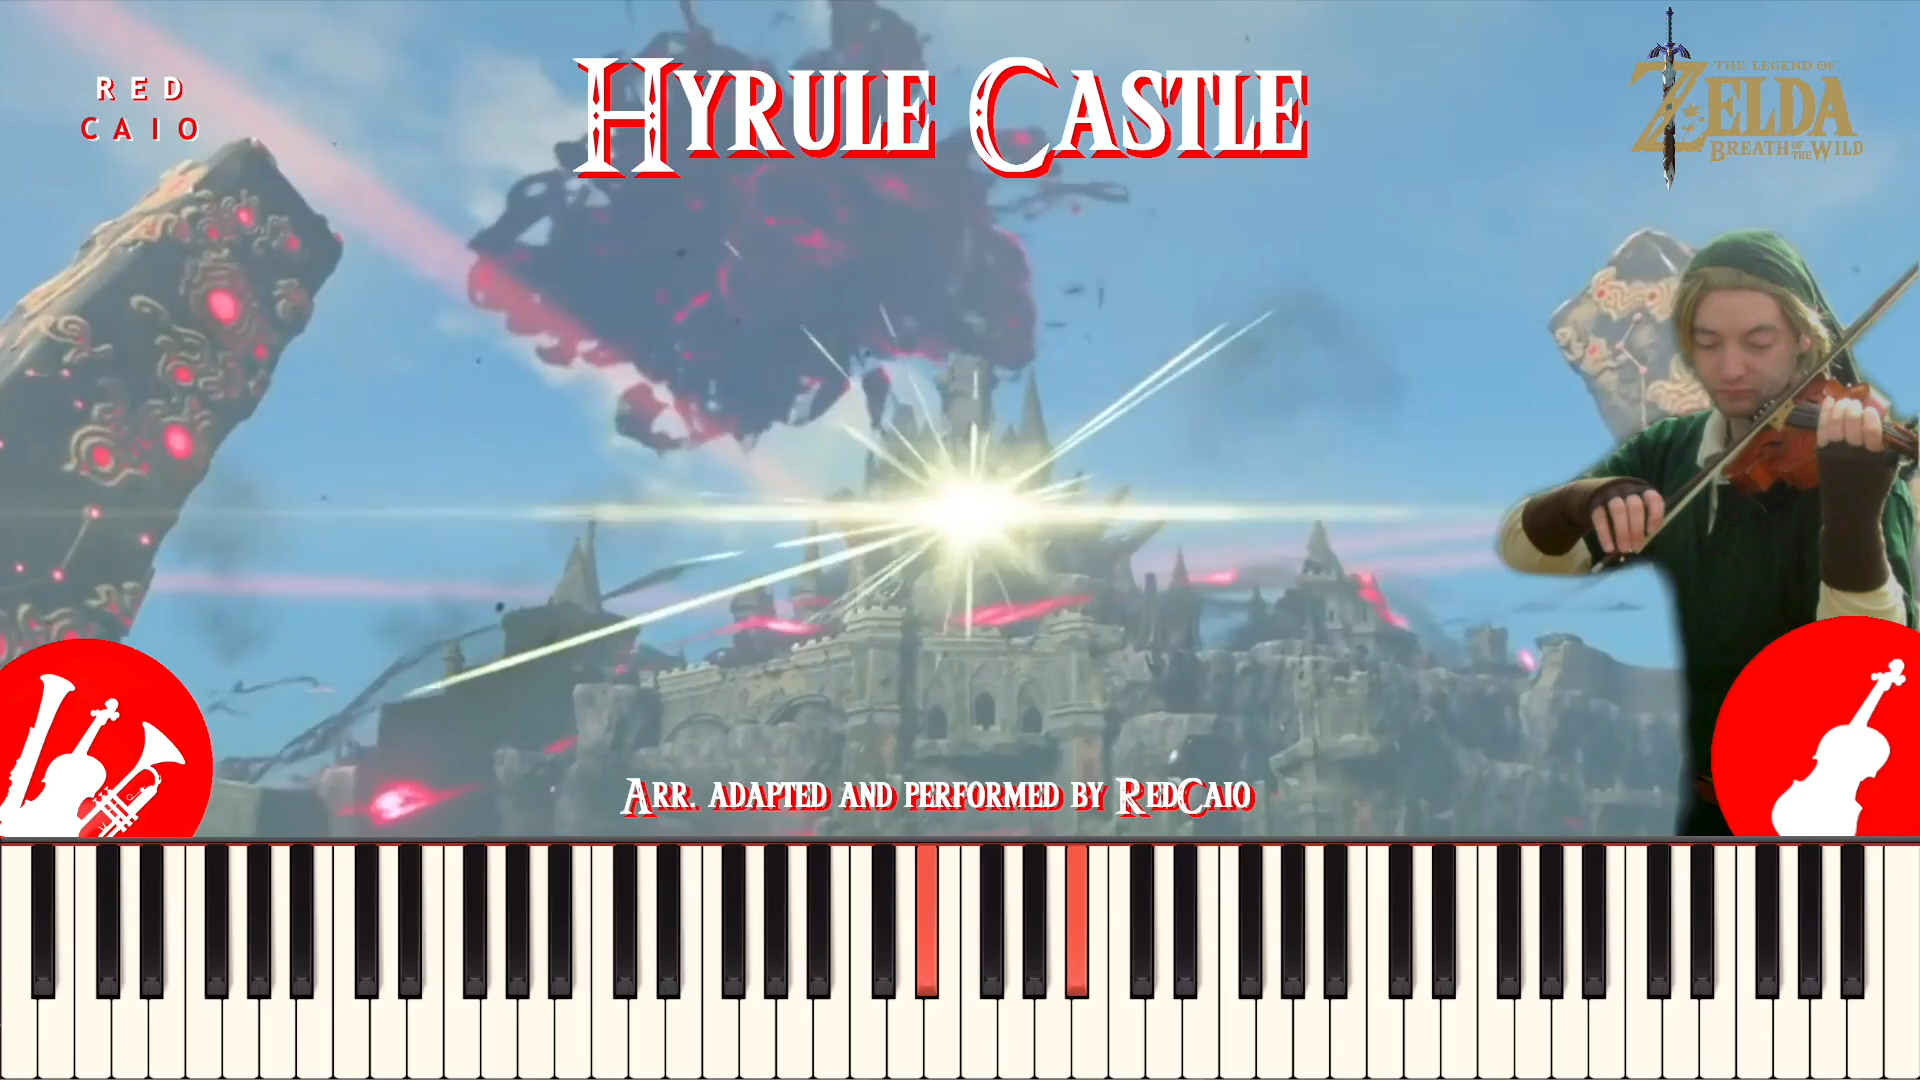 RED
CAIO
HYRULE CASTLE
THE LEGEND OF
ZELDA
BREATH OF THE WILD
ARR. ADAPTED AND PERFORMED BY REDCAIO